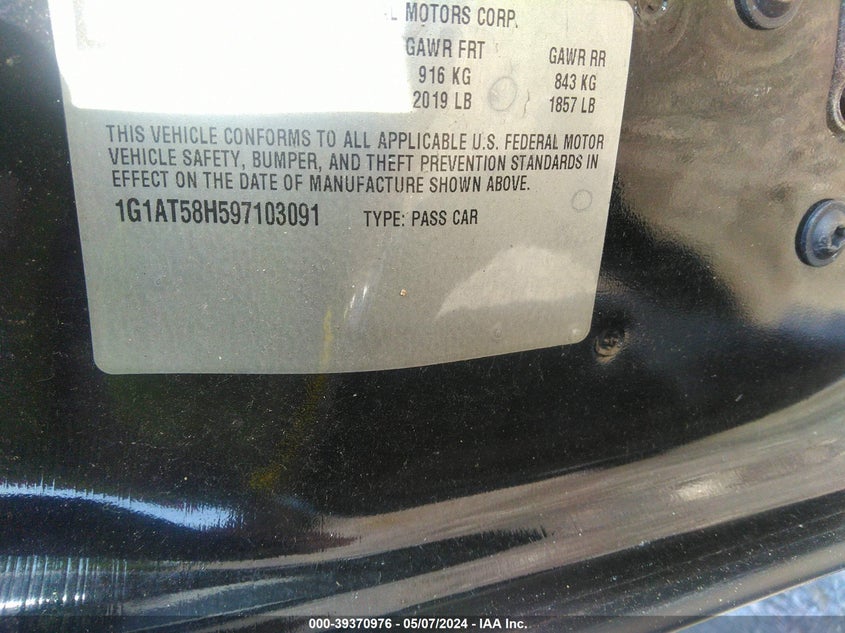 L MOTORS CORP.
GAWR FRT GAWR RR
916 KG 843 KG
2019 LB 1857 LB
THIS VEHICLE CONFORMS TO ALL APPLICABLE U.S. FEDERAL MOTOR
VEHICLE SAFETY, BUMPER, AND THEFT PREVENTION STANDARDS IN
EFFECT ON THE DATE OF MANUFACTURE SHOWN ABOVE.
1G1AT58H597103091 TYPE: PASS CAR
000-39370976 - 05/07/2024 - IAA Inc.